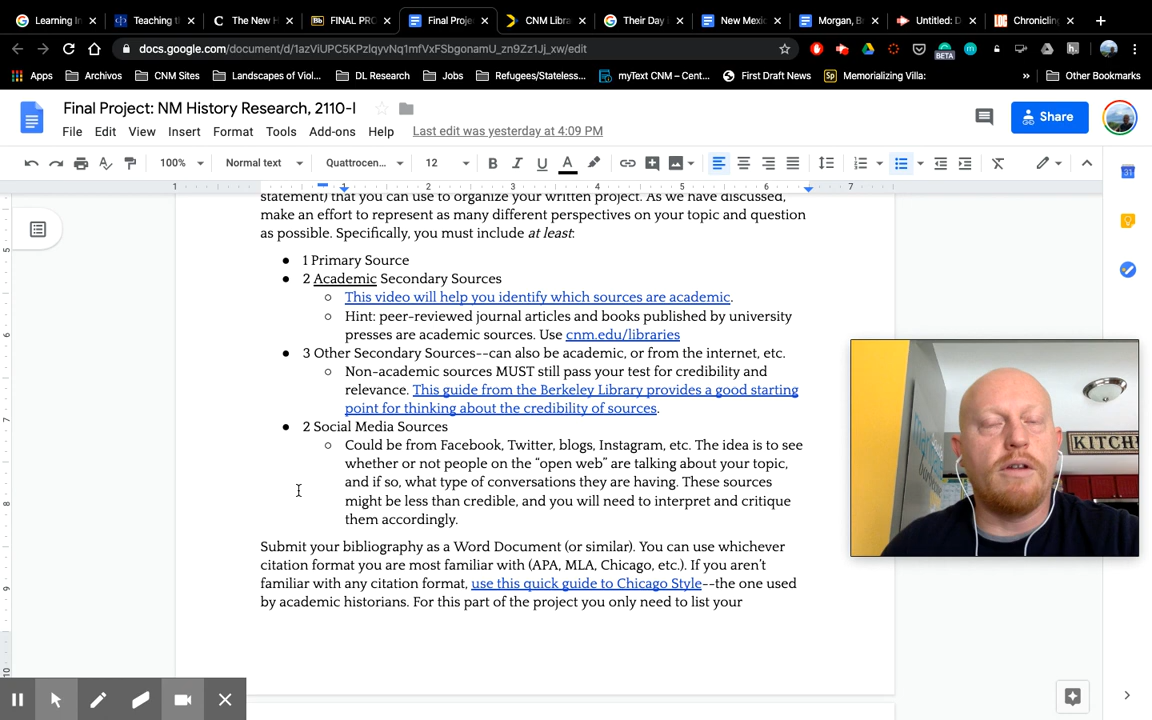 Learning In
Teaching th
The New H
FINAL PRO
Final Proje
CNM Libra
Their Day i
New Mexic
Morgan, B
Untitled: D
Chroniclin
docs.google.com/document/d/1azViUPC5KPzlqyvNq1mfVxFSbgonamU_zn9Zz1Jj_xw/edit
BETA
Apps
Archivos
CNM Sites
Landscapes of Viol...
DL Research
Jobs
Refugees/Stateless...
myText CNM – Cent...
First Draft News
Memorializing Villa:
»
Other Bookmarks
Final Project: NM History Research, 2110-I
File Edit View Insert Format Tools Add-ons Help Last edit was yesterday at 4:09 PM
Share
100% Normal text Quattrocen... 12 B I U A
1 1 2 3 4 5 6 7
statement) that you can use to organize your written project. As we have discussed,
make an effort to represent as many different perspectives on your topic and question
as possible. Specifically, you must include at least:
● 1 Primary Source
● 2 Academic Secondary Sources
○ This video will help you identify which sources are academic.
○ Hint: peer-reviewed journal articles and books published by university
presses are academic sources. Use cnm.edu/libraries
● 3 Other Secondary Sources--can also be academic, or from the internet, etc.
○ Non-academic sources MUST still pass your test for credibility and
relevance. This guide from the Berkeley Library provides a good starting
point for thinking about the credibility of sources.
● 2 Social Media Sources
○ Could be from Facebook, Twitter, blogs, Instagram, etc. The idea is to see
whether or not people on the “open web” are talking about your topic,
and if so, what type of conversations they are having. These sources
might be less than credible, and you will need to interpret and critique
them accordingly.
Submit your bibliography as a Word Document (or similar). You can use whichever
citation format you are most familiar with (APA, MLA, Chicago, etc.). If you aren’t
familiar with any citation format, use this quick guide to Chicago Style--the one used
by academic historians. For this part of the project you only need to list your
KITCH